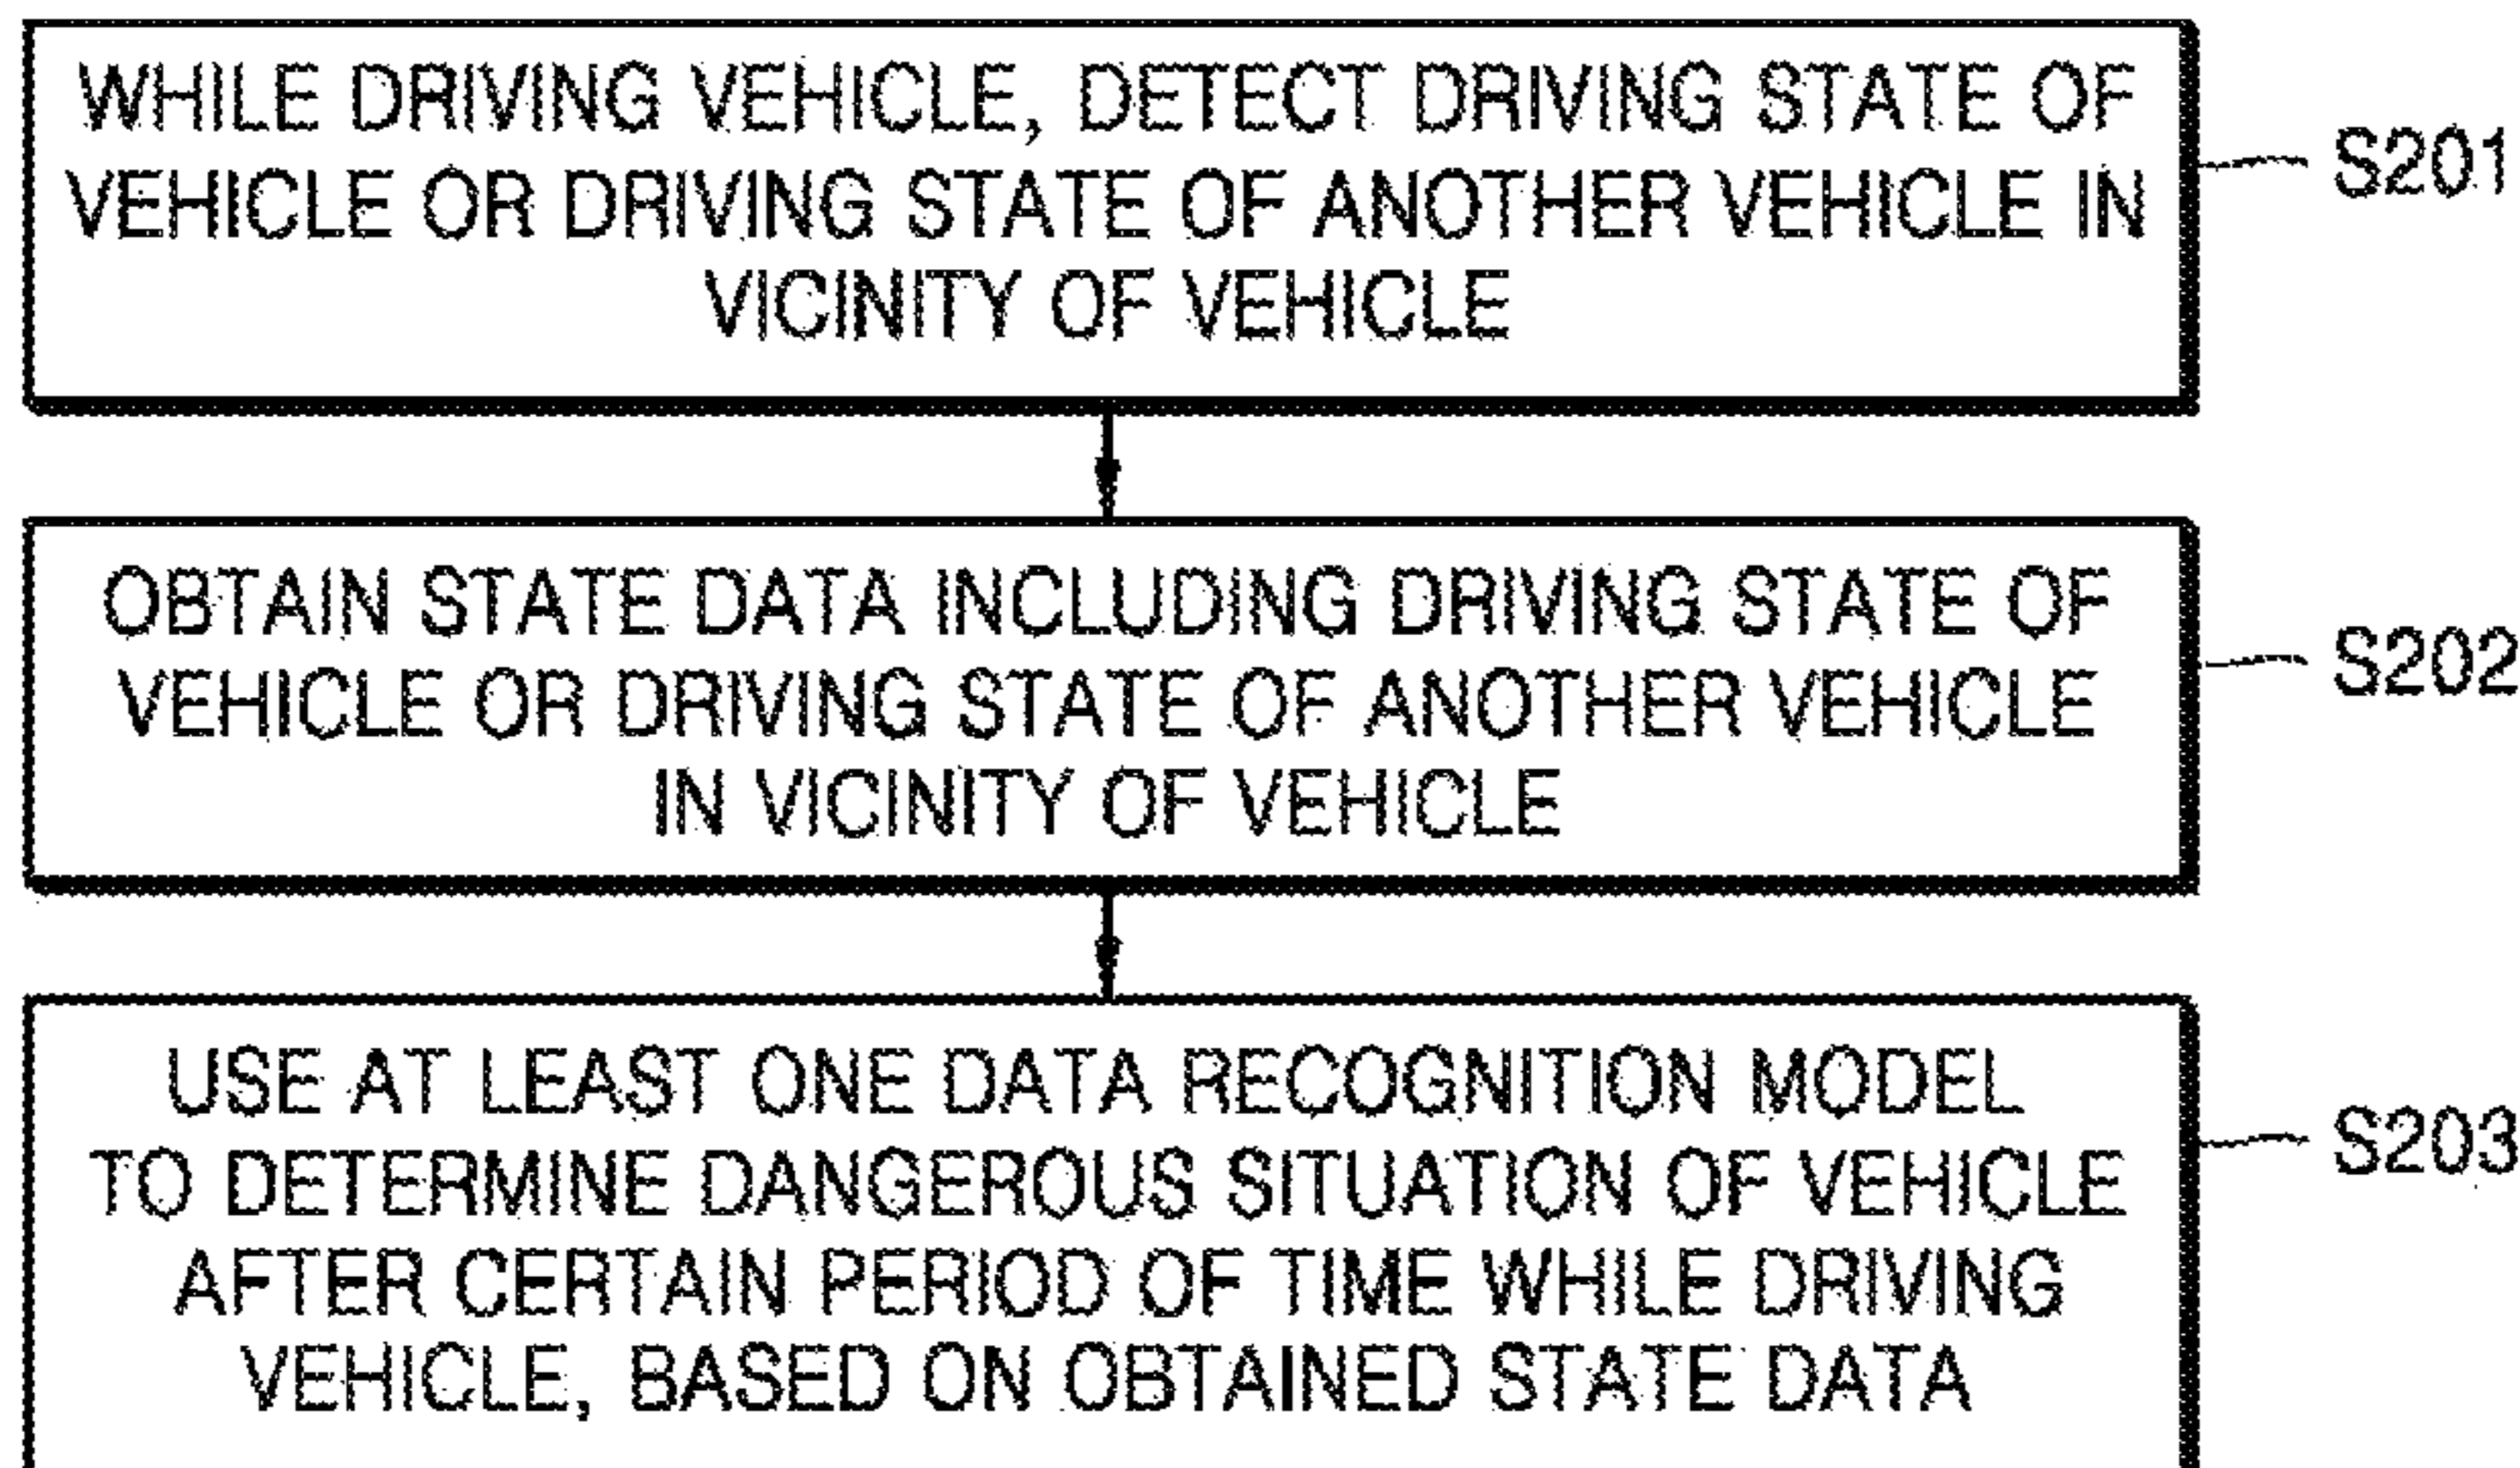 WHILE DRIVING VEHICLE, DETECT DRIVING STATE OF
VEHICLE OR DRIVING STATE OF ANOTHER VEHICLE IN
VICINITY OF VEHICLE
S201
OBTAIN STATE DATA INCLUDING DRIVING STATE OF
VEHICLE OR DRIVING STATE OF ANOTHER VEHICLE
IN VICINITY OF VEHICLE
S202
USE AT LEAST ONE DATA RECOGNITION MODEL
TO DETERMINE DANGEROUS SITUATION OF VEHICLE
AFTER CERTAIN PERIOD OF TIME WHILE DRIVING
VEHICLE, BASED ON OBTAINED STATE DATA
S203